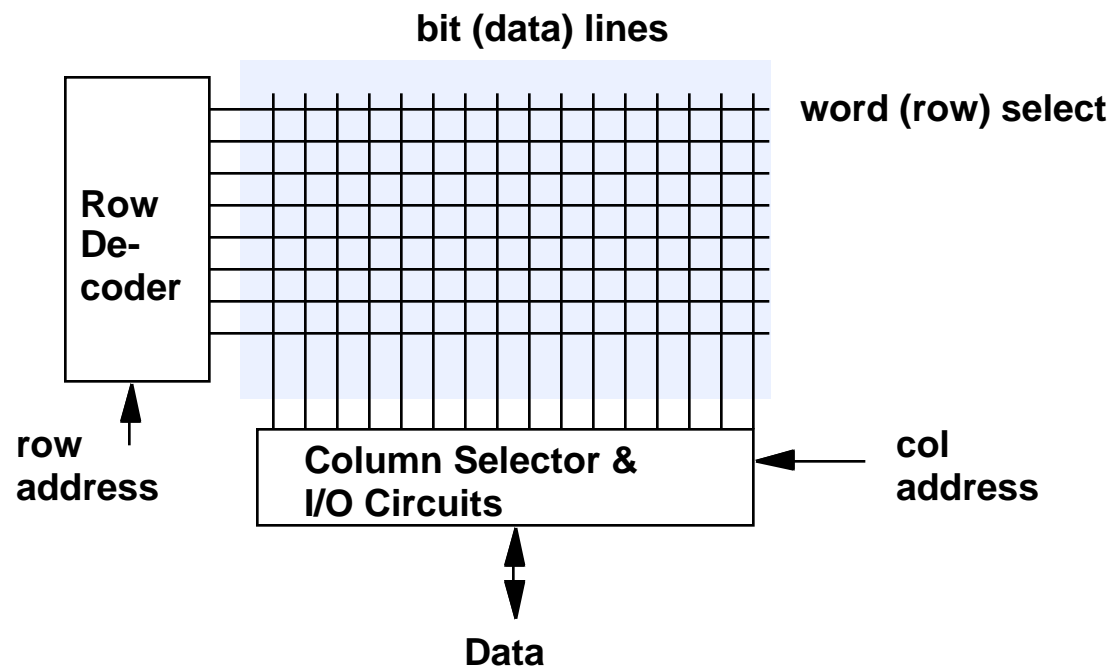 bit (data) lines
word (row) select
Row
De-
coder
row
address
Column Selector &
I/O Circuits
col
address
Data